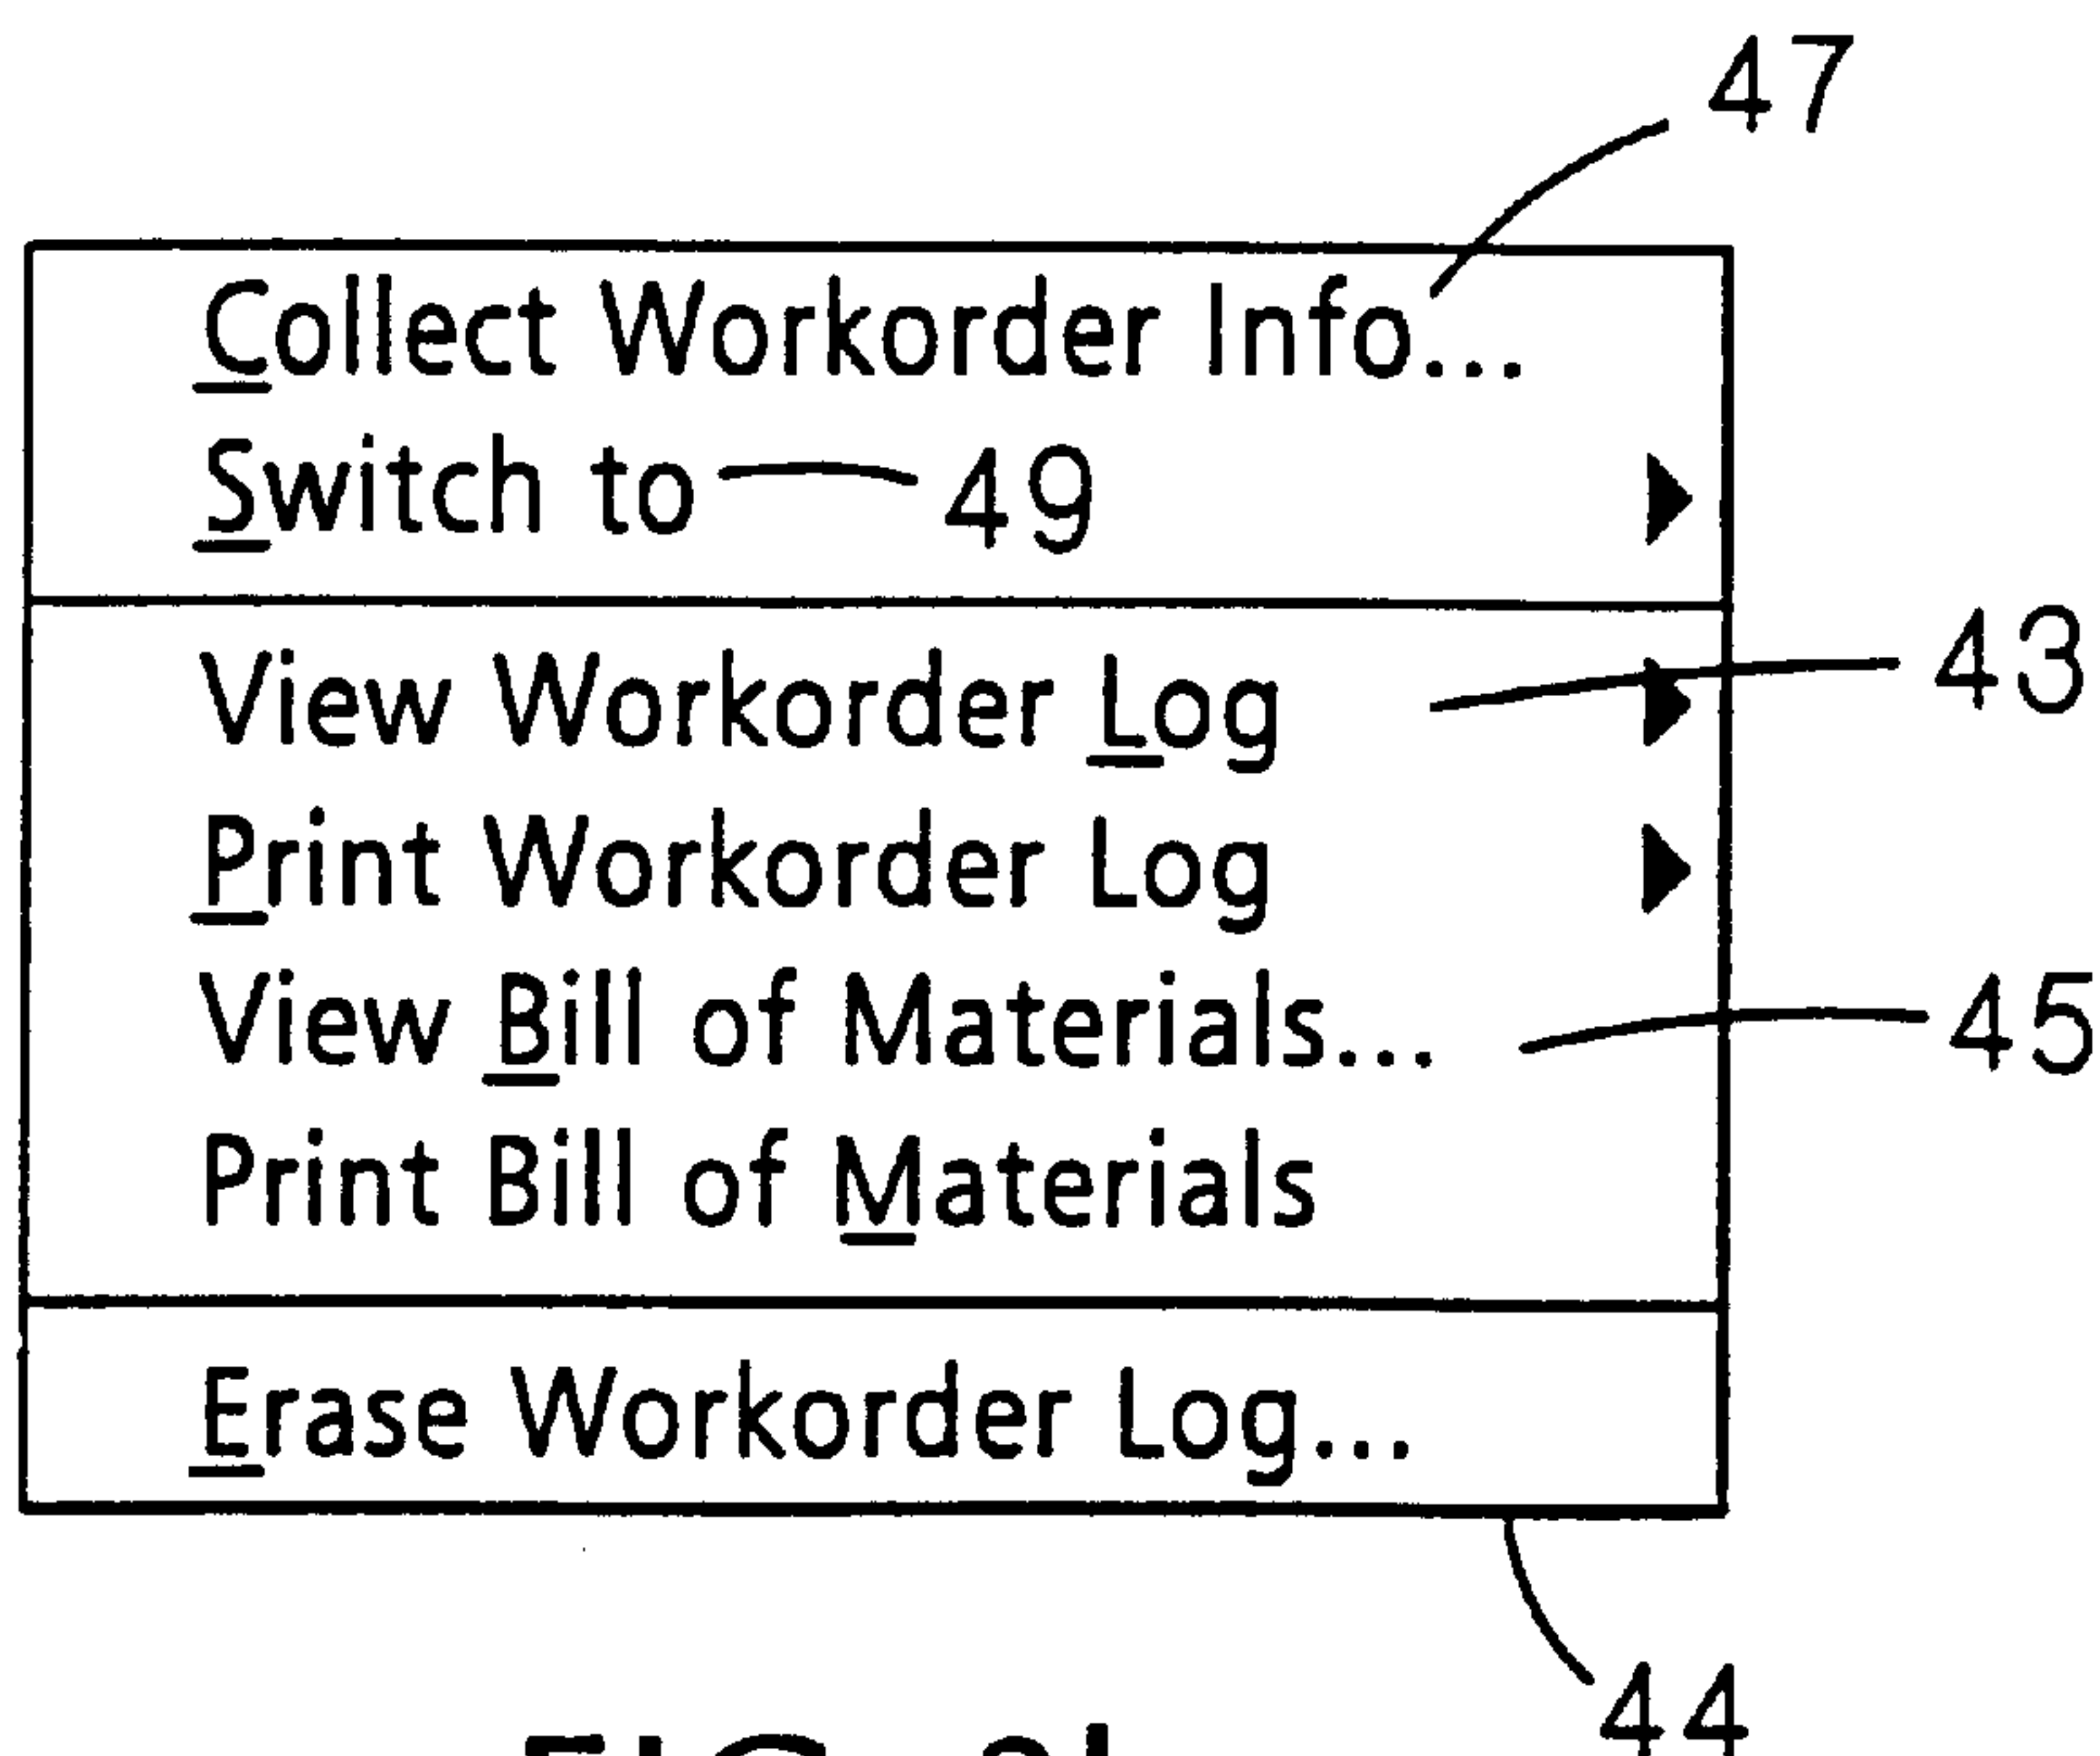 47
Collect Workorder Info...
Switch to 49
View Workorder Log 43
Print Workorder Log
View Bill of Materials... 45
Print Bill of Materials
Erase Workorder Log...
44